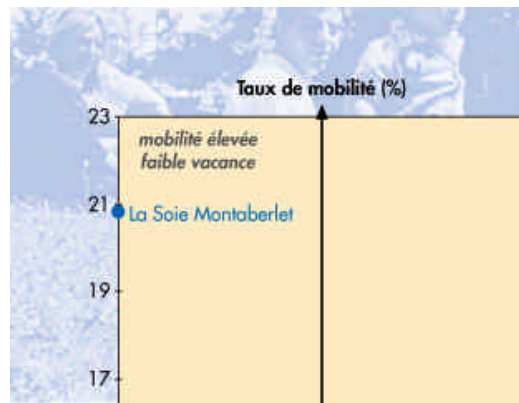 Taux de mobilité (%)
23
mobilité élevée
faible vacance
21
La Soie Montaberlet
19
17